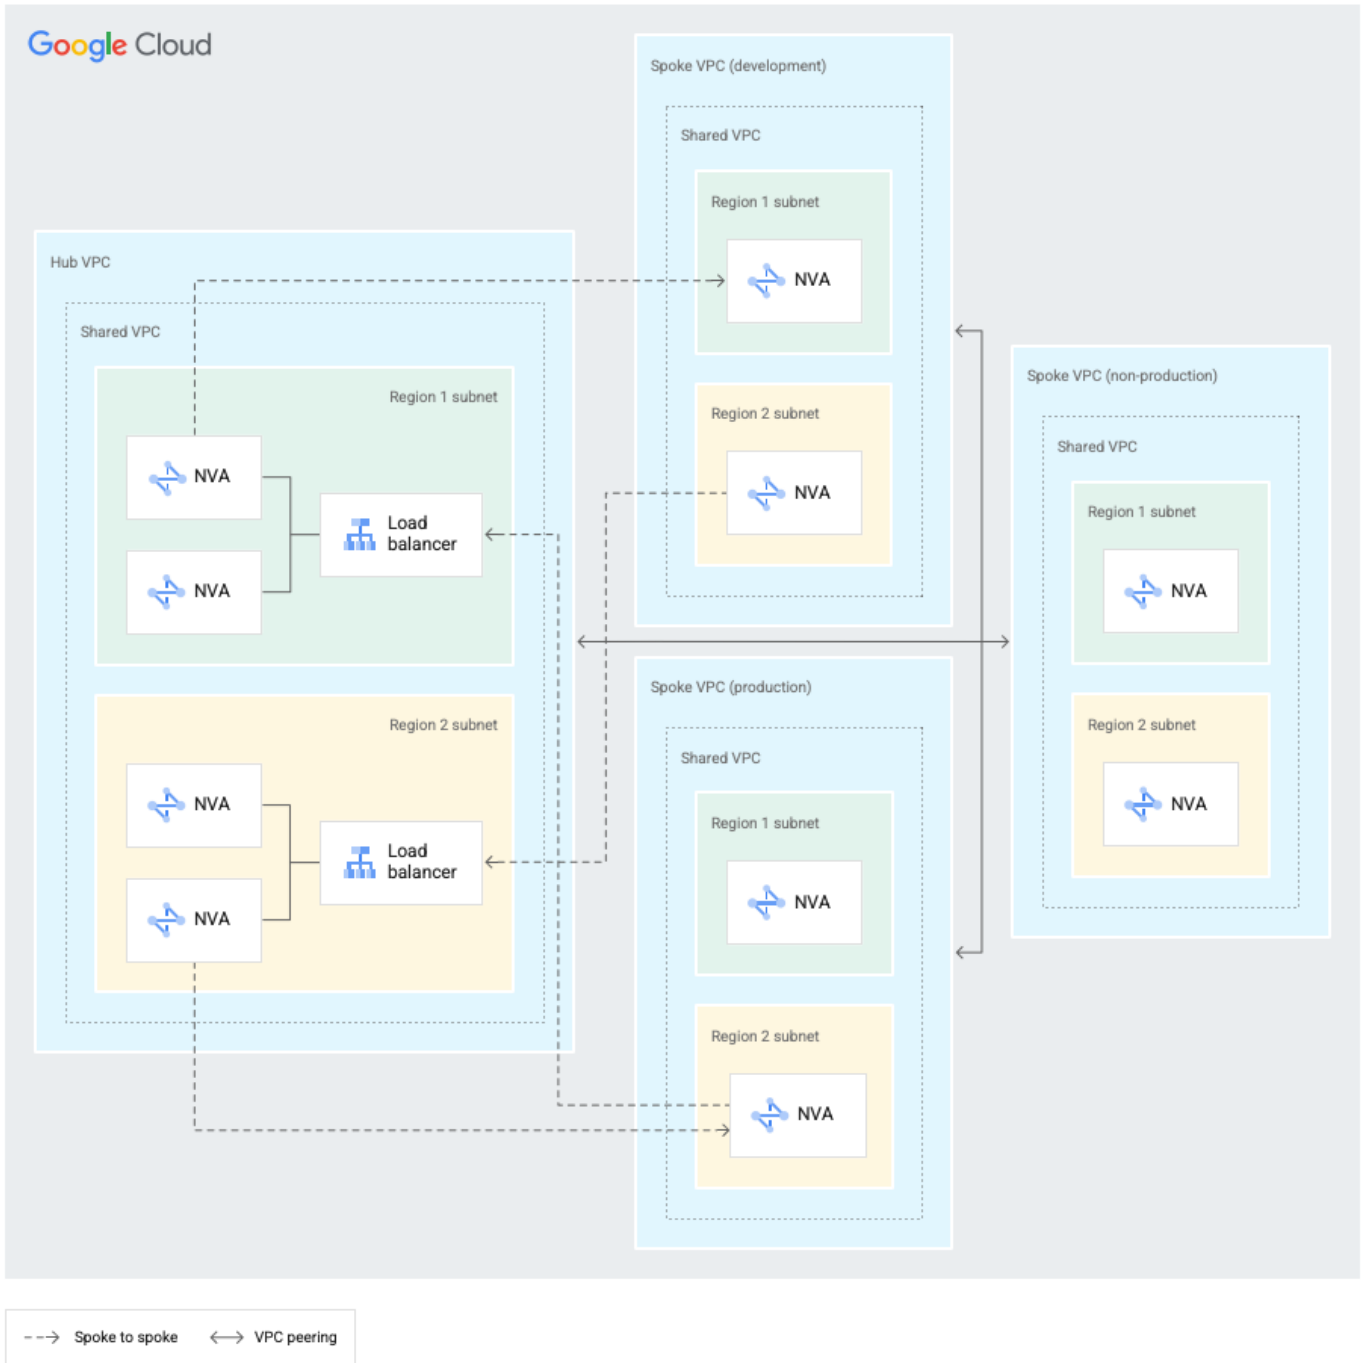 Google Cloud
Spoke VPC (development)
Shared VPC
Region 1 subnet
NVA
Region 2 subnet
NVA
Hub VPC
Shared VPC
Region 1 subnet
NVA
NVA
Load
balancer
Region 2 subnet
NVA
NVA
Load
balancer
Spoke VPC (production)
Shared VPC
Region 1 subnet
NVA
Region 2 subnet
NVA
Spoke VPC (non-production)
Shared VPC
Region 1 subnet
NVA
Region 2 subnet
NVA
Spoke to spoke
VPC peering